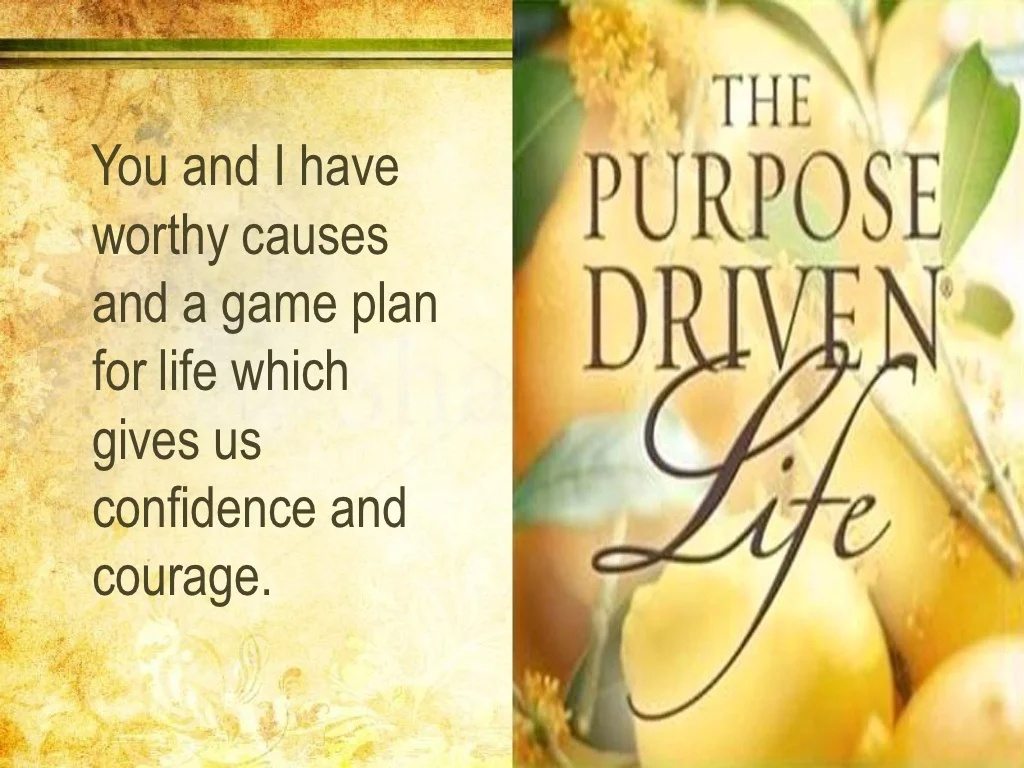 You and I have
worthy causes
and a game plan
for life which
gives us
confidence and
courage.
THE
PURPOSE
DRIVEN®
Life